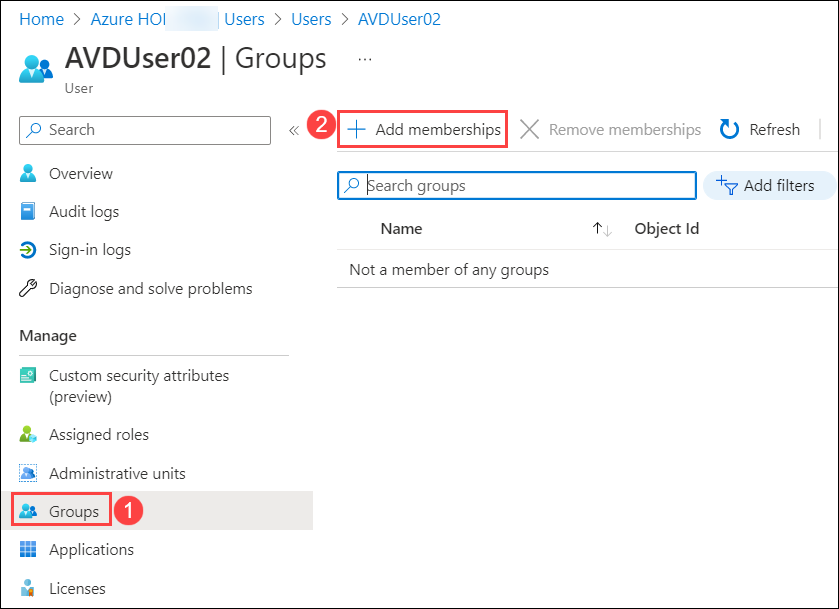 Home > Azure HOL | Users > Users > AVDUser02
AVDUser02 | Groups ...
User
Search
«
2
Add memberships
Remove memberships
Refresh
Overview
Audit logs
Sign-in logs
Diagnose and solve problems
Manage
Custom security attributes
(preview)
Assigned roles
Administrative units
Groups
1
Applications
Licenses
Search groups
Add filters
Name ↑↓ Object Id
Not a member of any groups